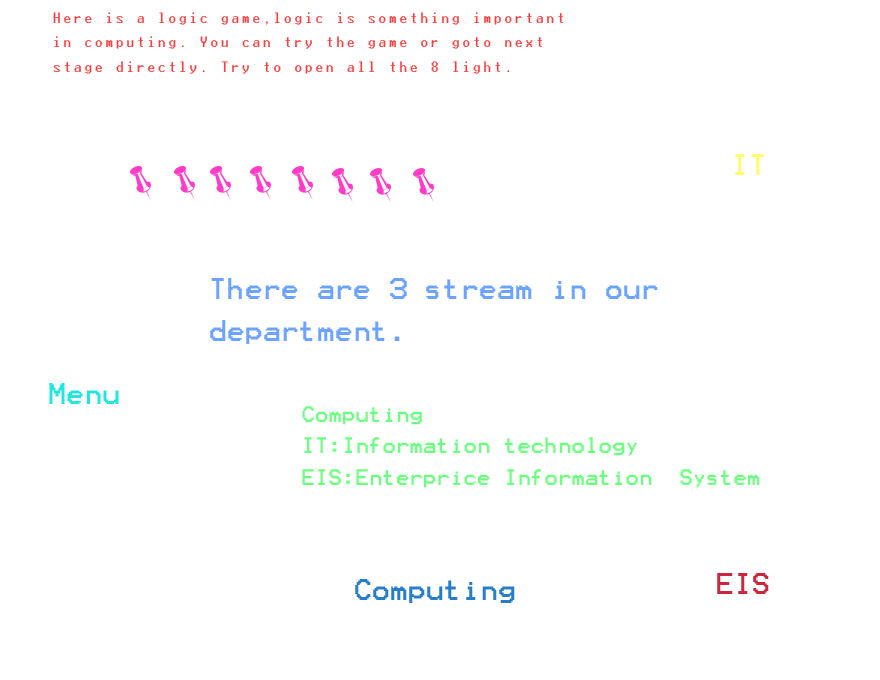 Here is a logic game,logic is something important
in computing. You can try the game or goto next
stage directly. Try to open all the 8 light.
IT
There are 3 stream in our
department.
Menu
Computing
IT:Information technology
EIS:Enterprice Information  System
Computing
EIS